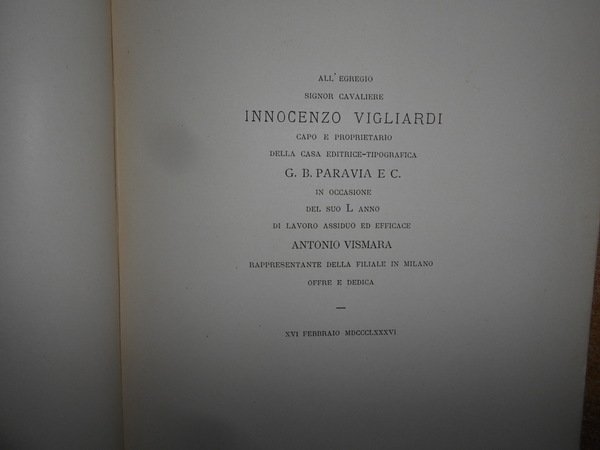 ALL' EGREGIO
SIGNOR CAVALIERE
INNOCENZO VIGLIARDI
CAPO E PROPRIETARIO
DELLA CASA EDITRICE-TIPOGRAFICA
G. B. PARAVIA E C.
IN OCCASIONE
DEL SUO L ANNO
DI LAVORO ASSIDUO ED EFFICACE
ANTONIO VISMARA
RAPPRESENTANTE DELLA FILIALE IN MILANO
OFFRE E DEDICA
—
XVI FEBBRAIO MDCCCLXXXVI